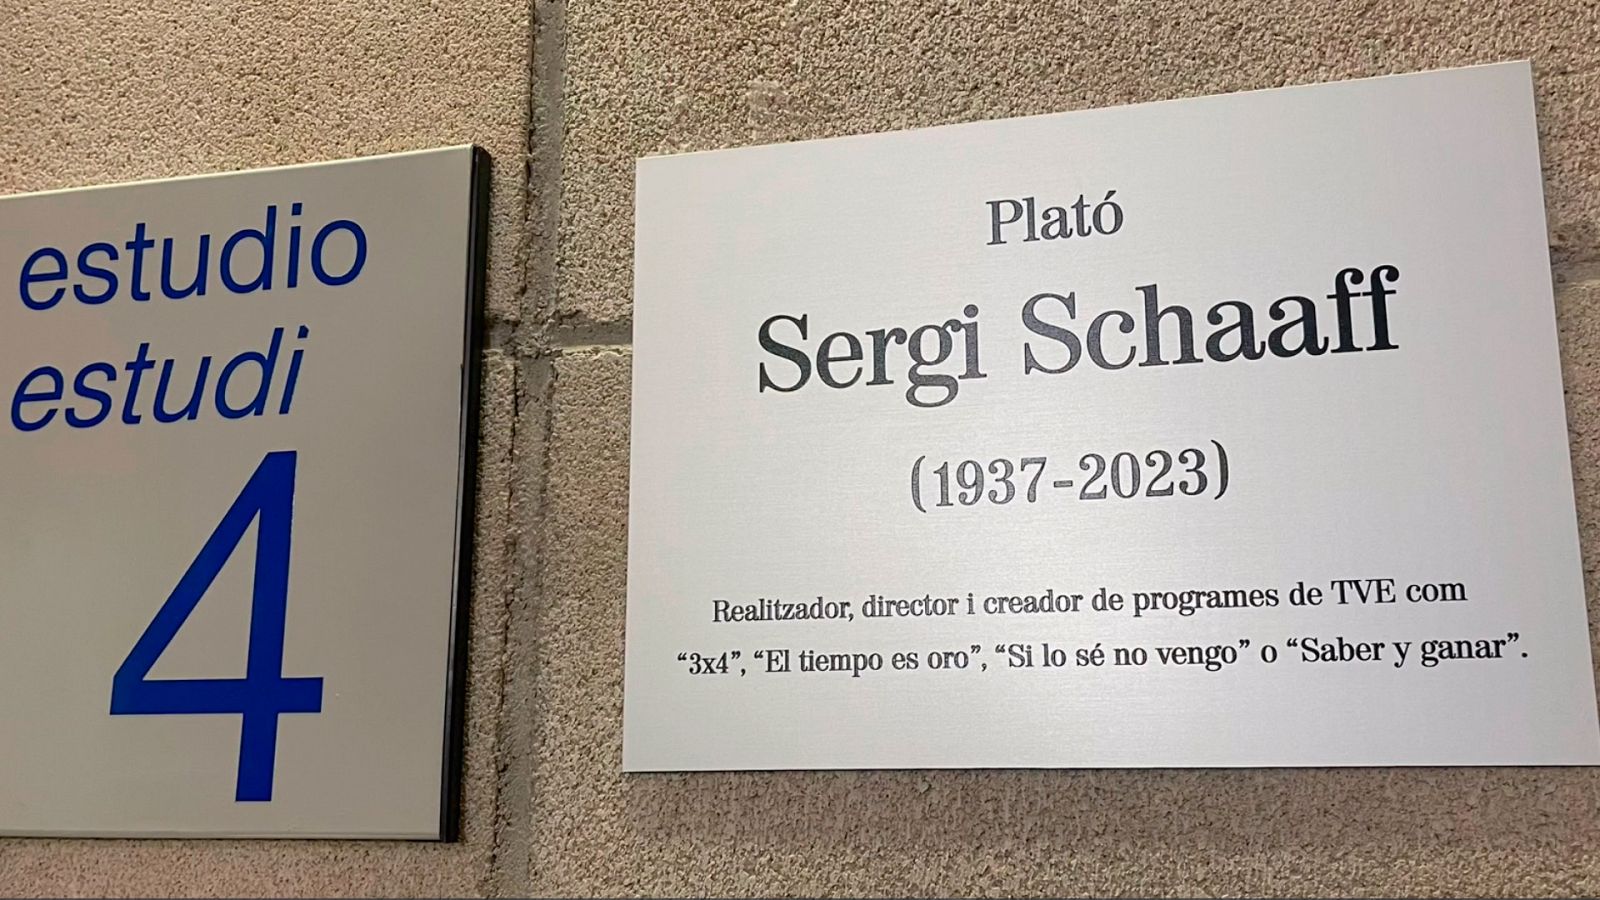 estudio
estudi
4
Plató
Sergi Schaaff
(1937-2023)
Realitzador, director i creador de programes de TVE com
“3x4”, “El tiempo es oro”, “Si lo sé no vengo” o “Saber y ganar”.